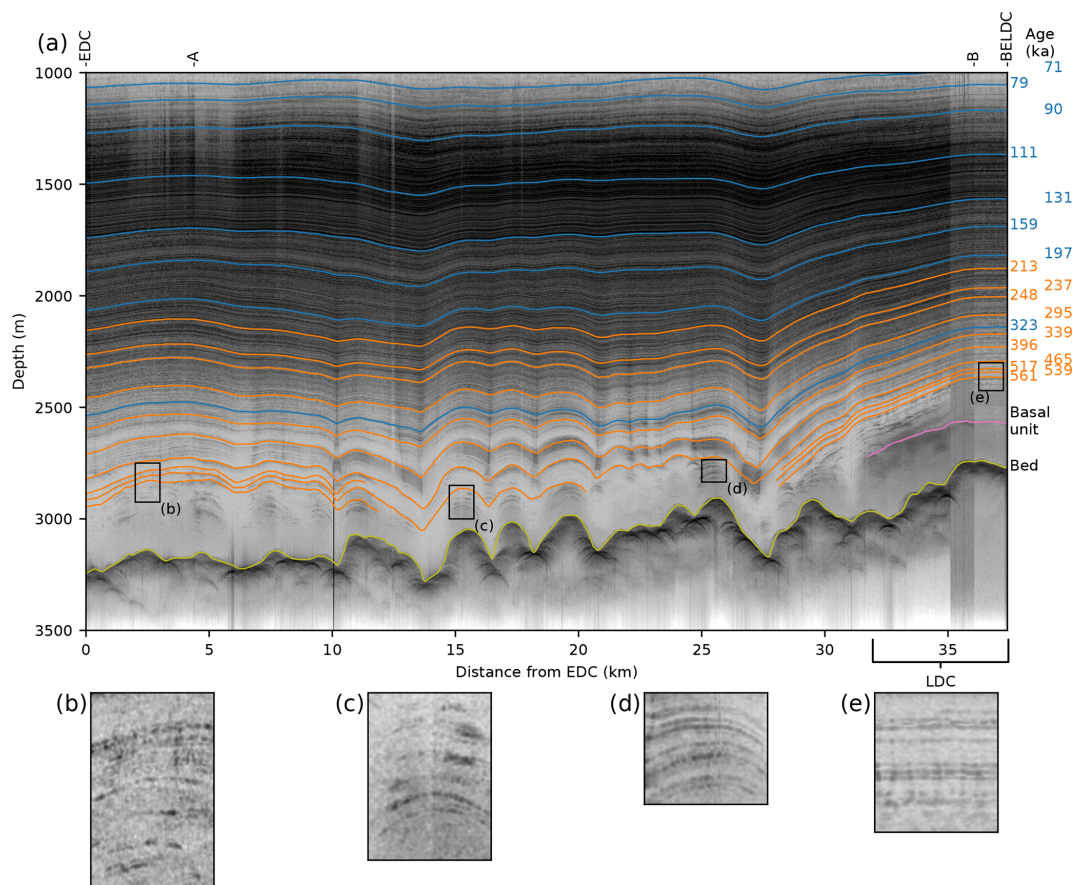 (a)
-EDC
-A
-B
-BELDC
Age
(ka)
1000
1500
2000
2500
3000
3500
Depth (m)
71
79
90
111
131
159
197
213
237
248
295
323
339
396
465
517
539
561
Basal
unit
Bed
(b)
(c)
(d)
(e)
0
5
10
15
20
25
30
35
Distance from EDC (km)
LDC
(b)
(c)
(d)
(e)